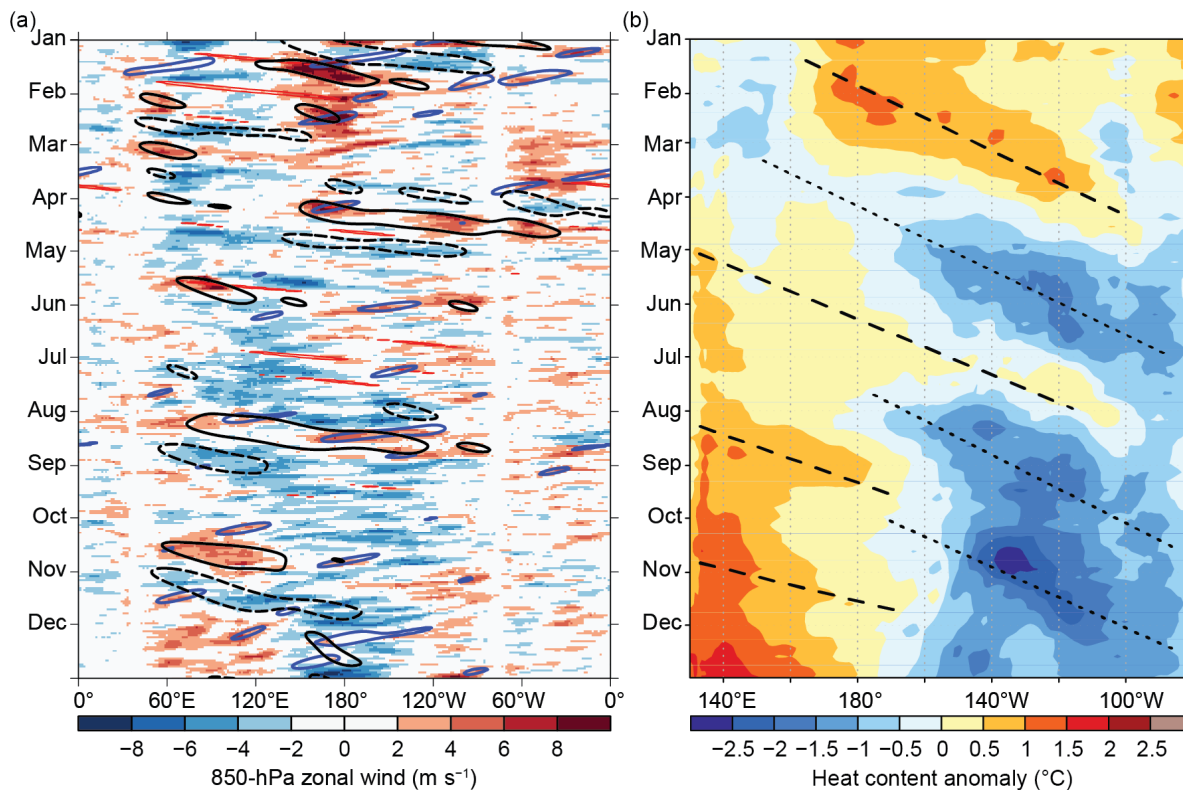 (a)
Jan
Feb
Mar
Apr
May
Jun
Jul
Aug
Sep
Oct
Nov
Dec
0° 60°E 120°E 180° 120°W 60°W 0°
−8 −6 −4 −2 0 2 4 6 8
850-hPa zonal wind (m s⁻¹)
(b)
Jan
Feb
Mar
Apr
May
Jun
Jul
Aug
Sep
Oct
Nov
Dec
140°E 180° 140°W 100°W
−2.5 −2 −1.5 −1 −0.5 0 0.5 1 1.5 2 2.5
Heat content anomaly (°C)